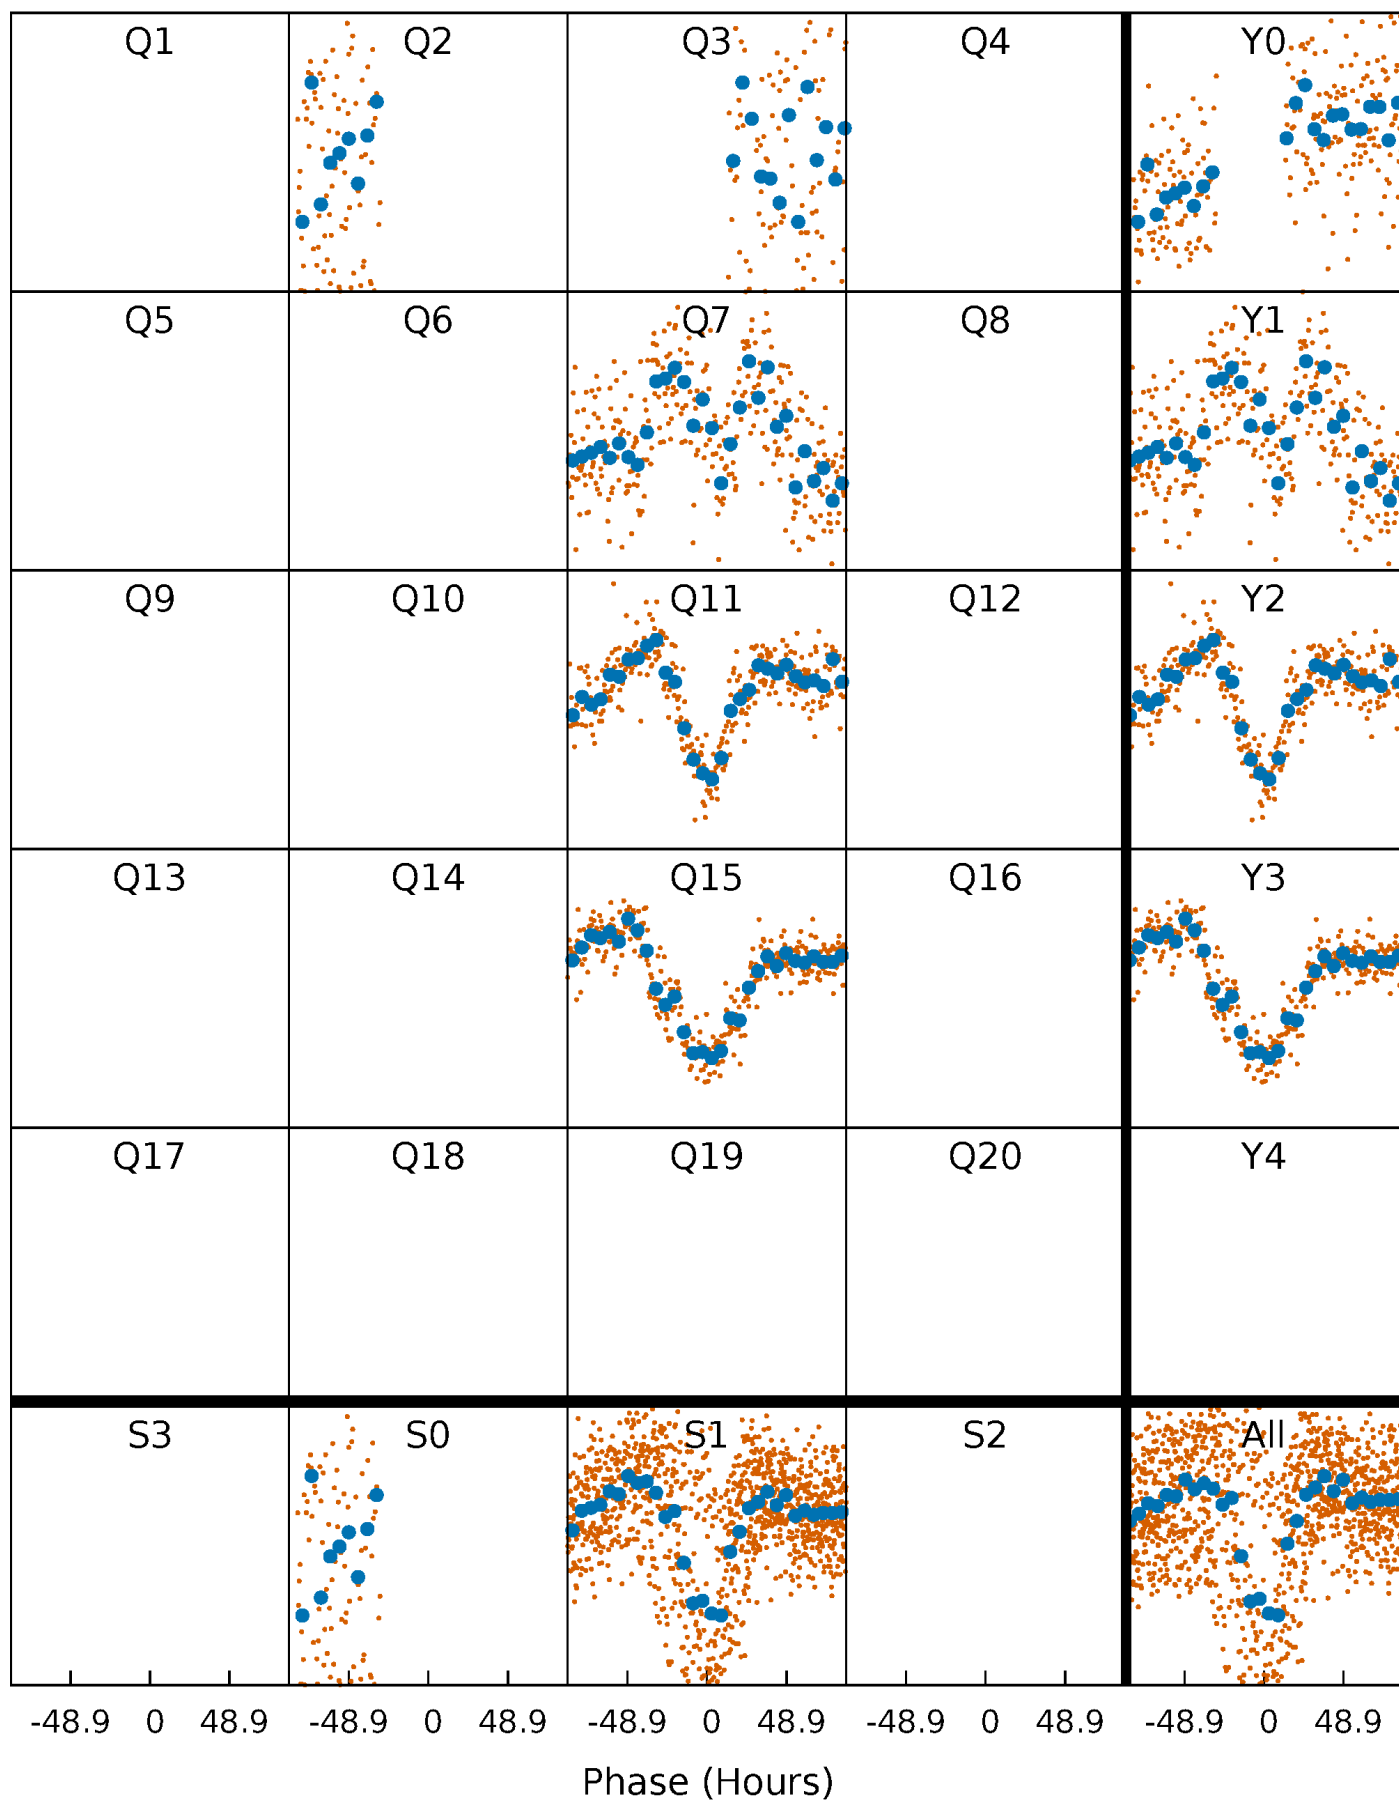 Q1 Q2 Q3 Q4 Y0
Q5 Q6 Q7 Q8 Y1
Q9 Q10 Q11 Q12 Y2
Q13 Q14 Q15 Q16 Y3
Q17 Q18 Q19 Q20 Y4
S3 S0 S1 S2 All
-48.9 0 48.9 -48.9 0 48.9 -48.9 0 48.9 -48.9 0 48.9 -48.9 0 48.9
Phase (Hours)